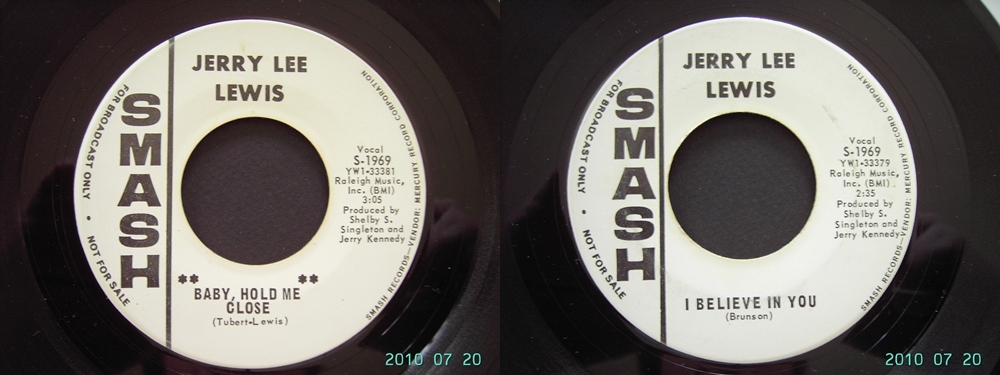 JERRY LEE
LEWIS
SMASH
FOR BROADCAST ONLY • NOT FOR SALE
Vocal
S-1969
YW1-33381
Raleigh Music,
Inc. (BMI)
3:05
Produced by
Shelby S.
Singleton and
Jerry Kennedy
SMASH RECORDS—VENDOR: MERCURY RECORD CORPORATION
** **
BABY, HOLD ME
CLOSE
(Tubert-Lewis)
2010 07 20
JERRY LEE
LEWIS
SMASH
FOR BROADCAST ONLY • NOT FOR SALE
Vocal
S-1969
YW1-33379
Raleigh Music,
Inc. (BMI)
2:35
Produced by
Shelby S.
Singleton and
Jerry Kennedy
SMASH RECORDS—VENDOR: MERCURY RECORD CORPORATION
I BELIEVE IN YOU
(Brunson)
2010 07 20